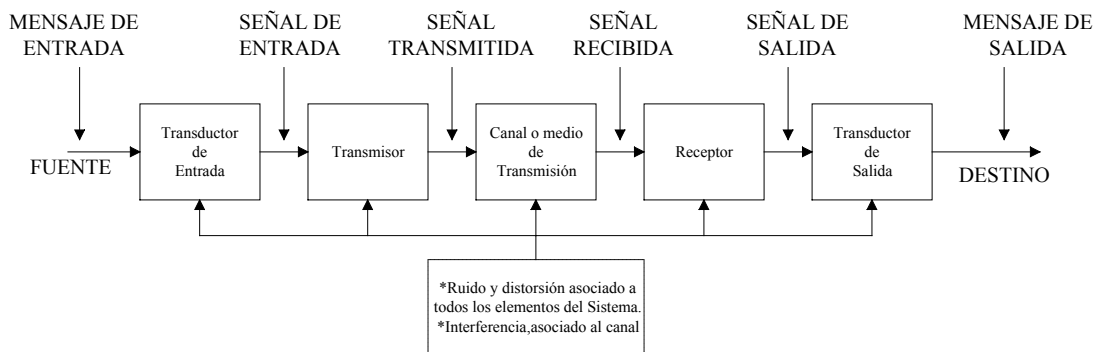 MENSAJE DE
ENTRADA
SEÑAL DE
ENTRADA
SEÑAL
TRANSMITIDA
SEÑAL
RECIBIDA
SEÑAL DE
SALIDA
MENSAJE DE
SALIDA
FUENTE
Transductor
de
Entrada
Transmisor
Canal o medio
de
Transmisión
Receptor
Transductor
de
Salida
DESTINO
*Ruido y distorsión asociado a
todos los elementos del Sistema.
*Interferencia,asociado al canal